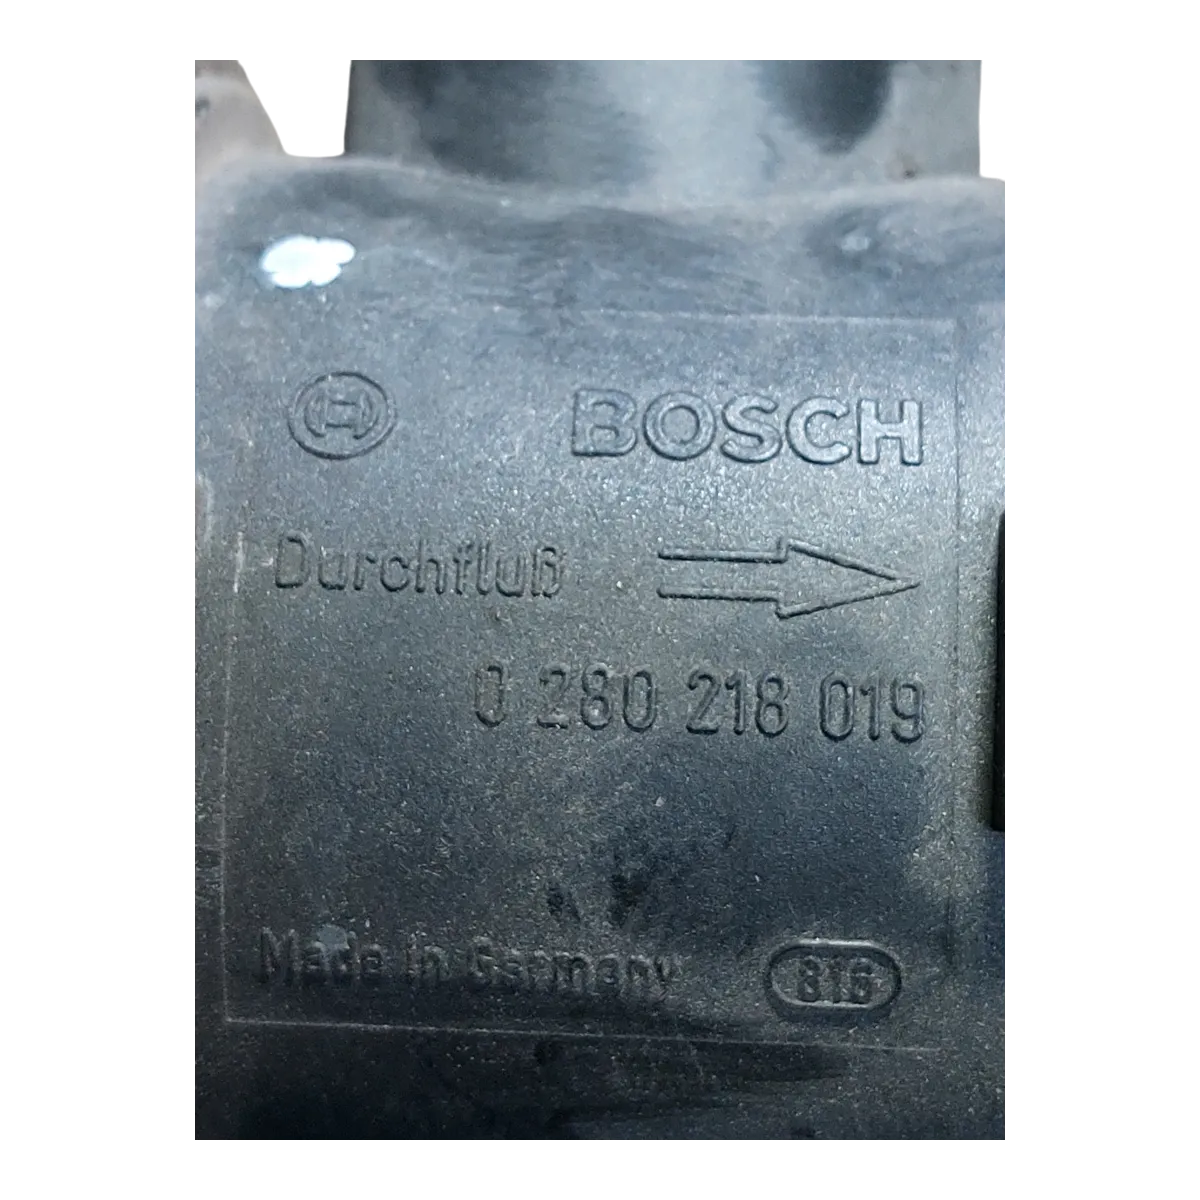 BOSCH
Durchfluß
0 280 218 019
Made in Germany 816